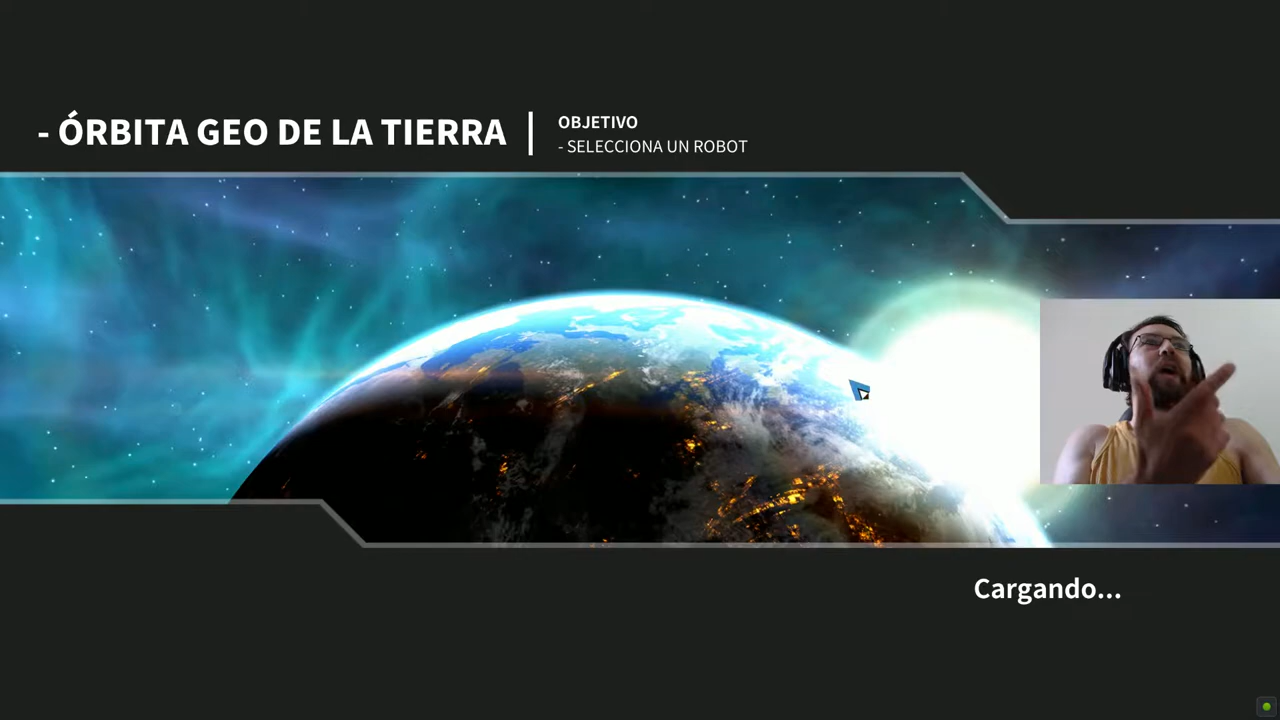 - ÓRBITA GEO DE LA TIERRA
OBJETIVO
- SELECCIONA UN ROBOT
Cargando...